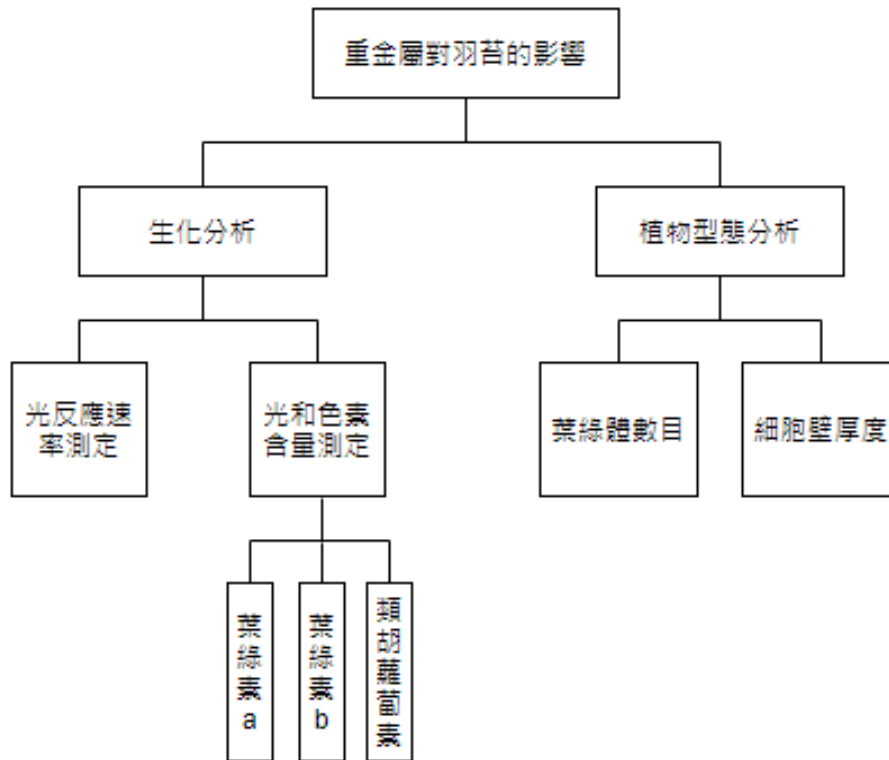 重金屬對羽苔的影響
生化分析
植物型態分析
光反應速
率測定
光和色素
含量測定
葉綠體數目
細胞壁厚度
葉綠素a
葉綠素b
類胡蘿蔔素